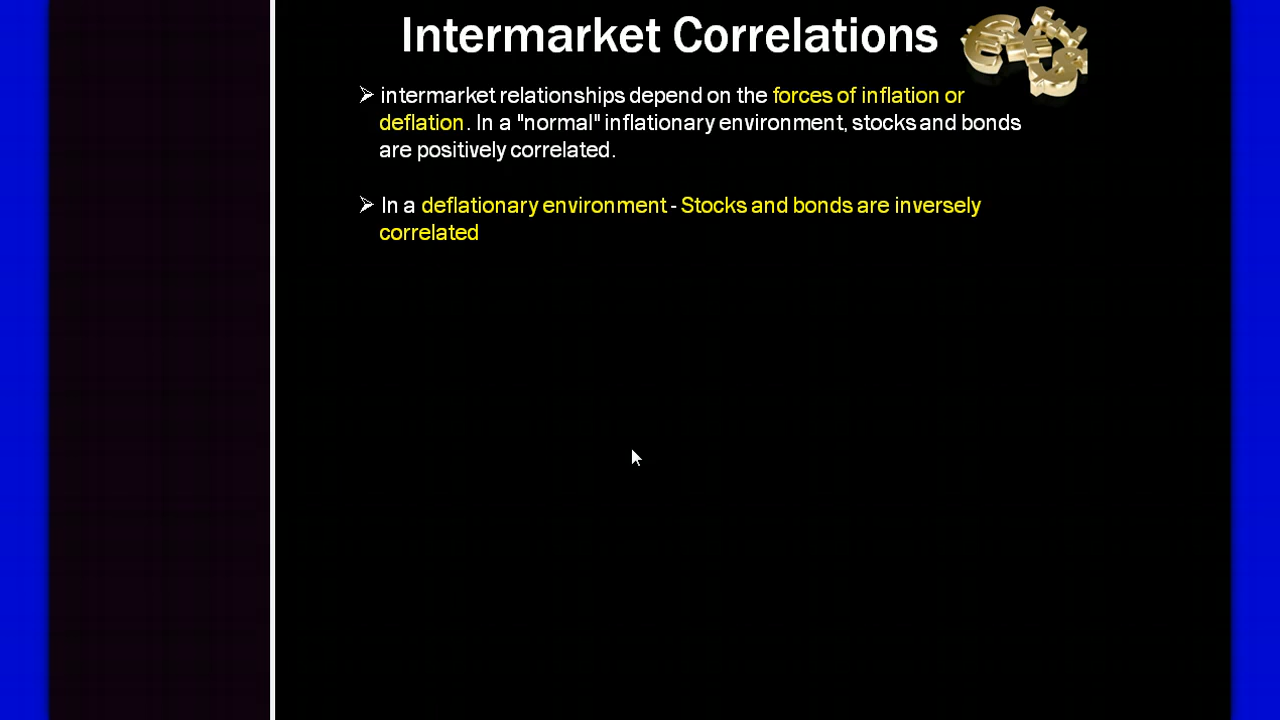 Intermarket Correlations
intermarket relationships depend on the forces of inflation or
deflation. In a "normal" inflationary environment, stocks and bonds
are positively correlated.
In a deflationary environment - Stocks and bonds are inversely
correlated